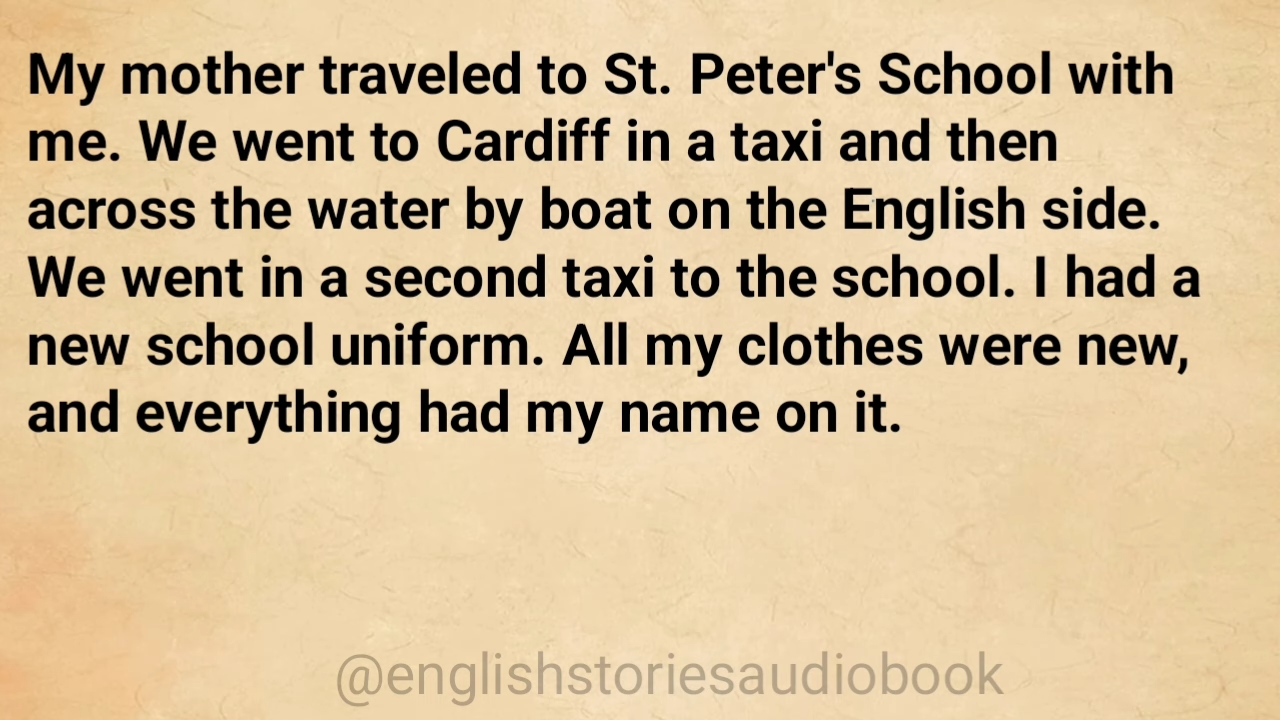 My mother traveled to St. Peter's School with
me. We went to Cardiff in a taxi and then
across the water by boat on the English side.
We went in a second taxi to the school. I had a
new school uniform. All my clothes were new,
and everything had my name on it.
@englishstoriesaudiobook